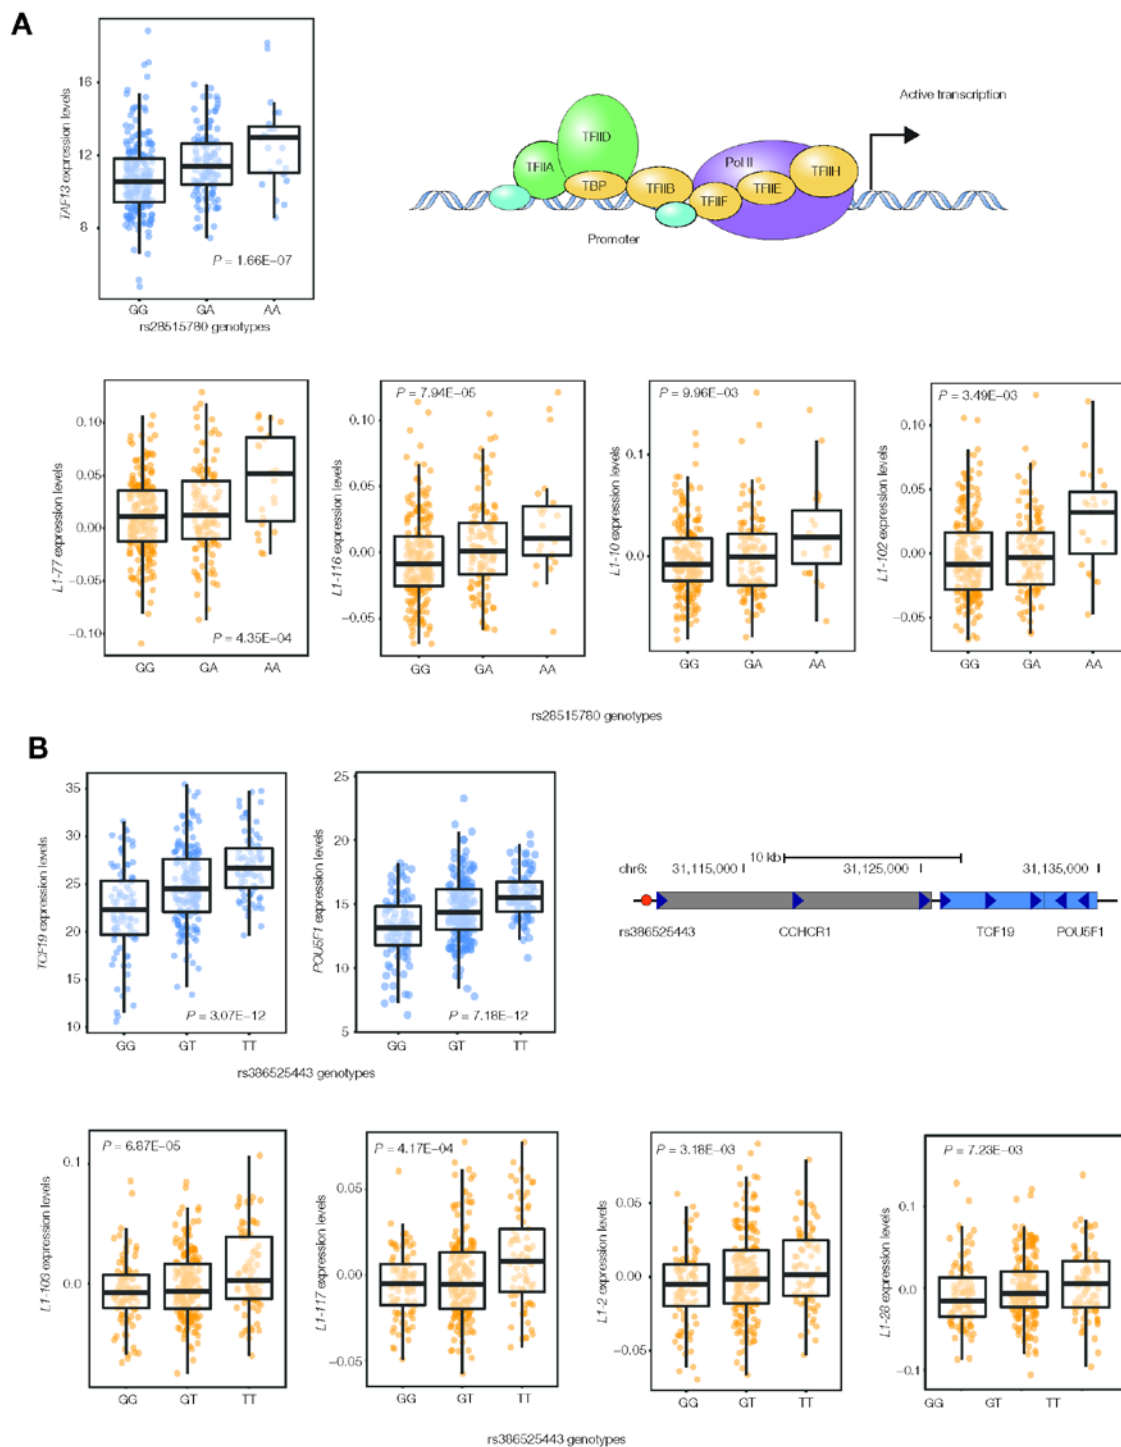 A
TAF13 expression levels
16
12
8
P = 1.66E−07
GG GA AA
rs28515780 genotypes
Active transcription
TFIID
TFIIA
Pol II
TFIIH
TBP
TFIIB
TFIIE
TFIIF
Promoter
L1-77 expression levels
0.10
0.05
0.00
−0.05
−0.10
P = 4.35E−04
GG GA AA
L1-116 expression levels
P = 7.94E−05
0.10
0.05
0.00
−0.05
GG GA AA
L1-10 expression levels
P = 9.96E−03
0.1
0.0
GG GA AA
L1-102 expression levels
P = 3.49E−03
0.10
0.05
0.00
−0.05
GG GA AA
rs28515780 genotypes
B
TCF19 expression levels
35
30
25
20
15
10
P = 3.07E−12
GG GT TT
POU5F1 expression levels
25
20
15
10
5
P = 7.18E−12
GG GT TT
rs386525443 genotypes
10 kb
chr6: 31,115,000 31,125,000 31,135,000
rs386525443 CCHCR1 TCF19 POU5F1
L1-103 expression levels
P = 6.87E−05
0.1
0.0
GG GT TT
L1-117 expression levels
P = 4.17E−04
0.05
0.00
−0.05
GG GT TT
L1-2 expression levels
P = 3.18E−03
0.05
0.00
−0.05
GG GT TT
L1-28 expression levels
P = 7.23E−03
0.1
0.0
−0.1
GG GT TT
rs386525443 genotypes